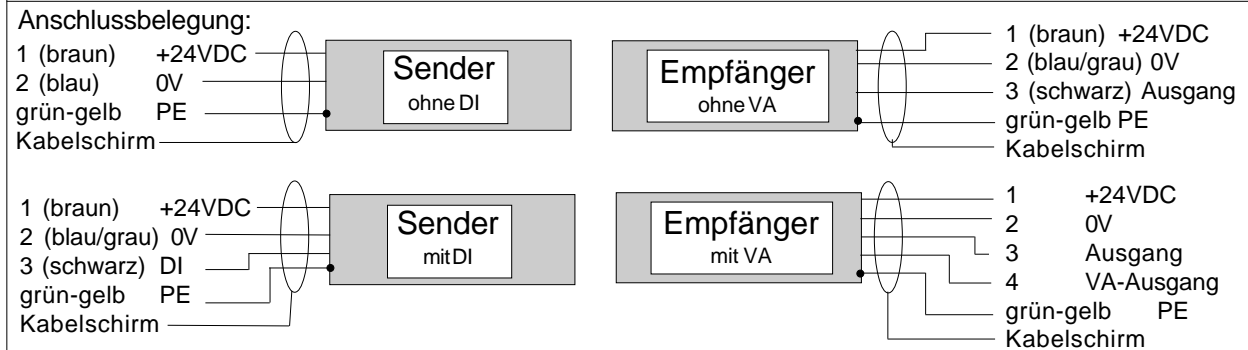 Anschlussbelegung:
1 (braun) +24VDC
2 (blau) 0V
grün-gelb PE
Kabelschirm
Sender
ohne DI
Empfänger
ohne VA
1 (braun) +24VDC
2 (blau/grau) 0V
3 (schwarz) Ausgang
grün-gelb PE
Kabelschirm
1 (braun) +24VDC
2 (blau/grau) 0V
3 (schwarz) DI
grün-gelb PE
Kabelschirm
Sender
mit DI
Empfänger
mit VA
1 +24VDC
2 0V
3 Ausgang
4 VA-Ausgang
grün-gelb PE
Kabelschirm